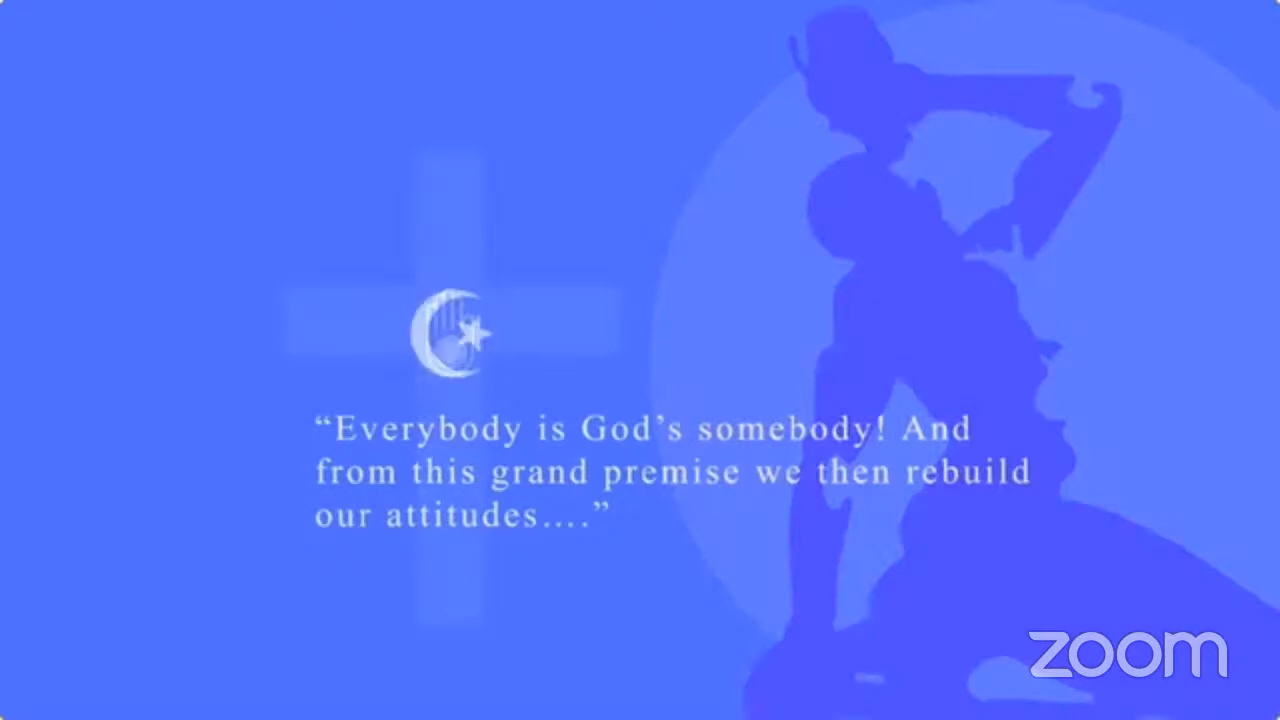 “Everybody is God’s somebody! And
from this grand premise we then rebuild
our attitudes….”
zoom